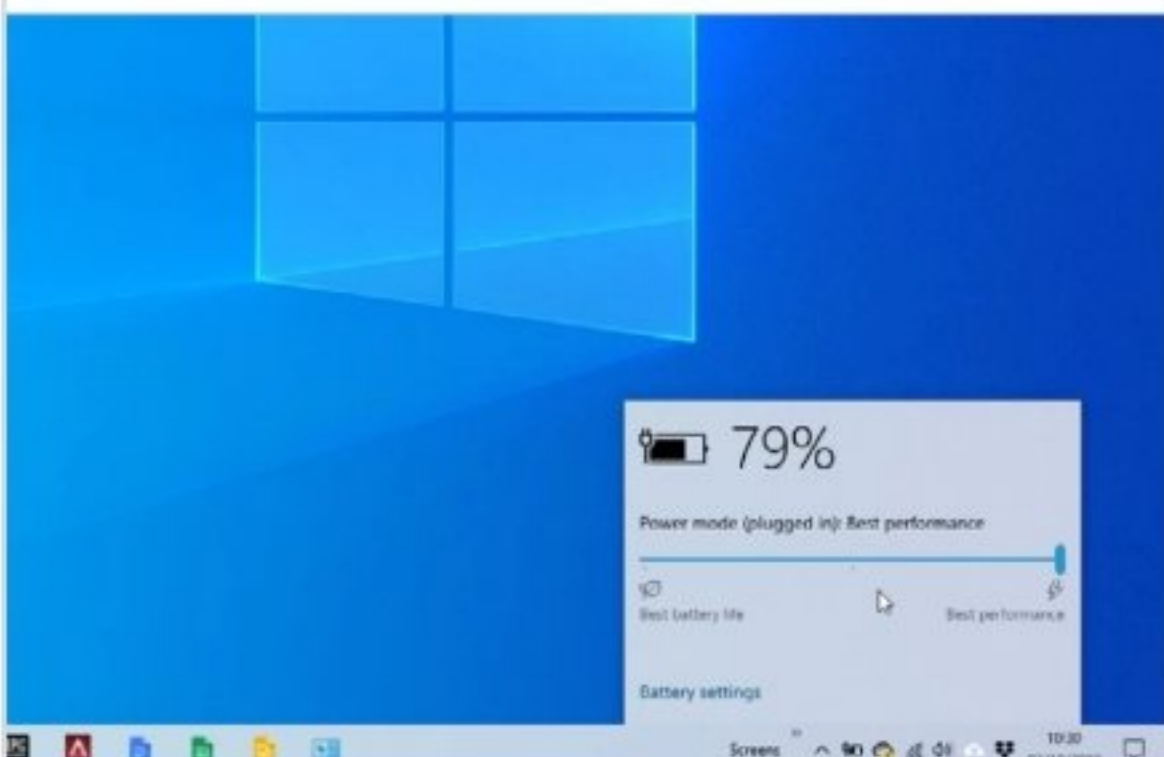 79%
Power mode (plugged in): Best performance
Best battery life
Best performance
Battery settings
Screens
10:30